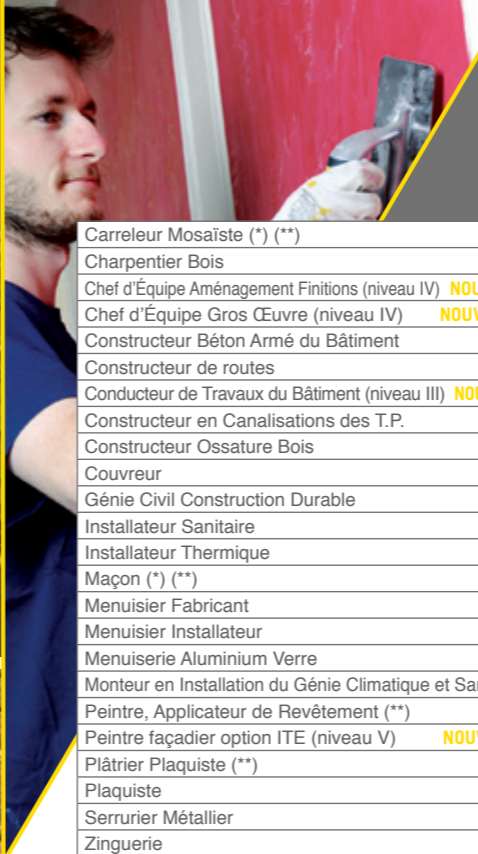 Carreleur Mosaïste (*) (**)
Charpentier Bois
Chef d’Équipe Aménagement Finitions (niveau IV)
Chef d’Équipe Gros Œuvre (niveau IV)
Constructeur Béton Armé du Bâtiment
Constructeur de routes
Conducteur de Travaux du Bâtiment (niveau III)
Constructeur en Canalisations des T.P.
Constructeur Ossature Bois
Couvreur
Génie Civil Construction Durable
Installateur Sanitaire
Installateur Thermique
Maçon (*) (**)
Menuisier Fabricant
Menuisier Installateur
Menuiserie Aluminium Verre
Monteur en Installation du Génie Climatique et
Peintre, Applicateur de Revêtement (**)
Peintre façadier option ITE (niveau V)
Plâtrier Plaquiste (**)
Plaquiste
Serrurier Métallier
Zinguerie